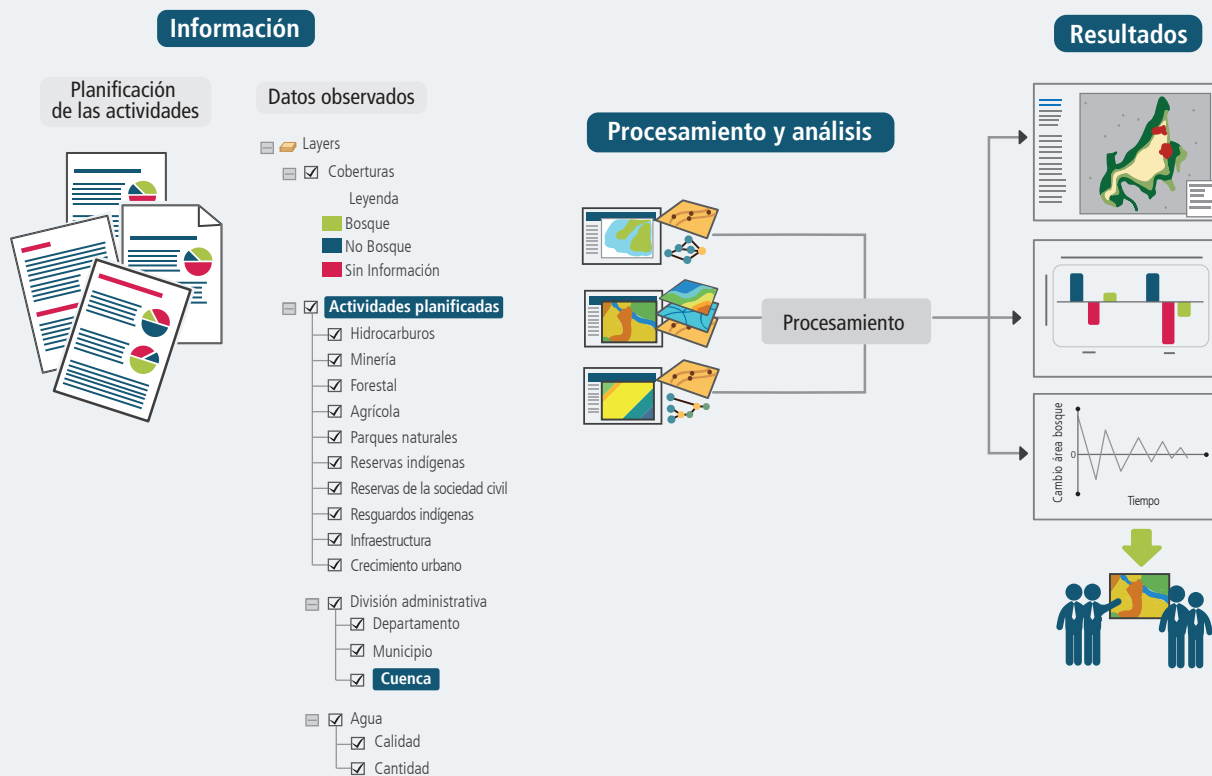 Información
Planificación
de las actividades
Datos observados
Layers
Coberturas
Leyenda
Bosque
No Bosque
Sin Información
Actividades planificadas
Hidrocarburos
Minería
Forestal
Agrícola
Parques naturales
Reservas indígenas
Reservas de la sociedad civil
Resguardos indígenas
Infraestructura
Crecimiento urbano
División administrativa
Departamento
Municipio
Cuenca
Agua
Calidad
Cantidad
Procesamiento y análisis
Procesamiento
Resultados
Cambio área bosque
0
Tiempo